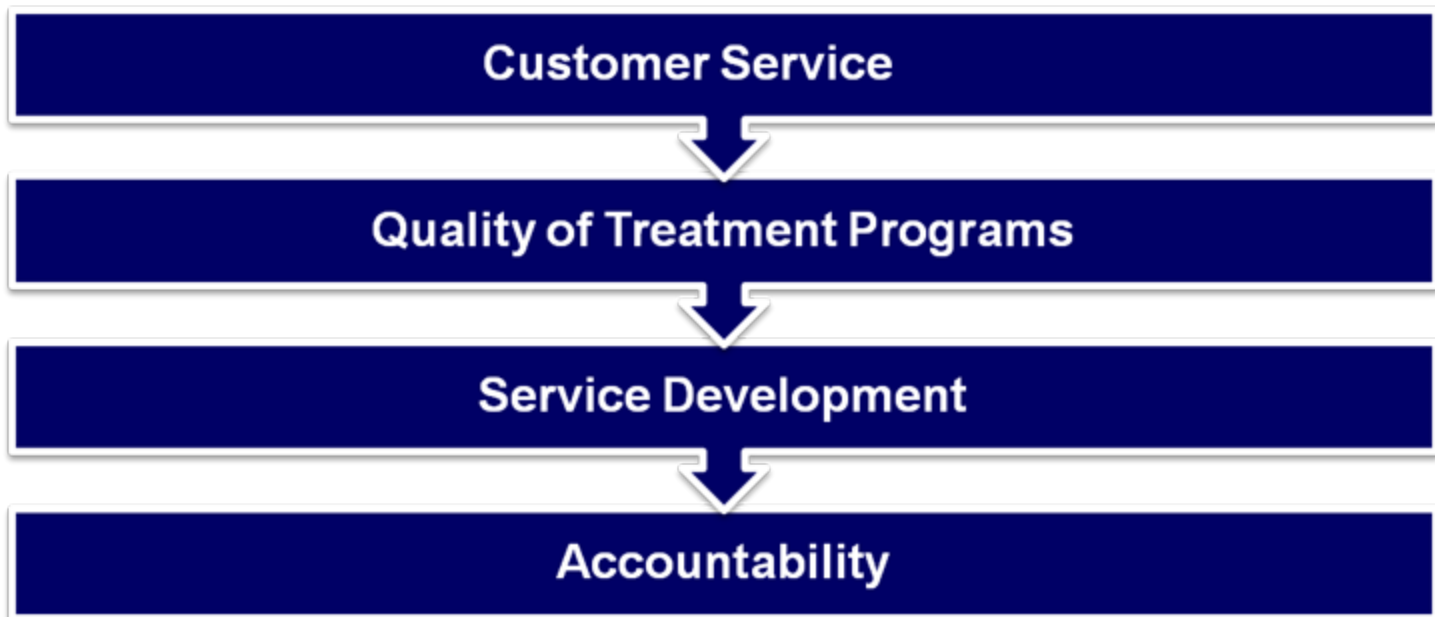 Customer Service
Quality of Treatment Programs
Service Development
Accountability